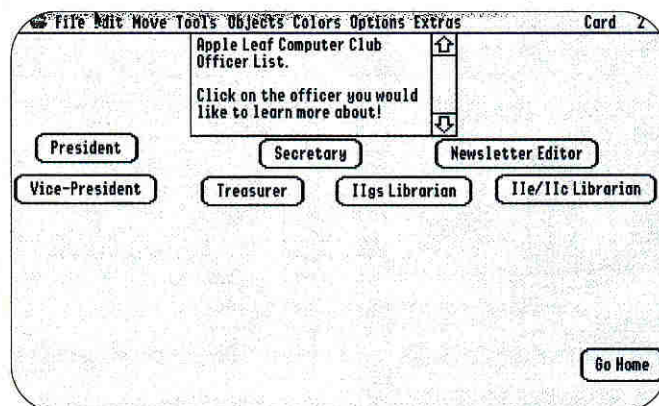 File Edit Move Tools Objects Colors Options Extras Card 2
Apple Leaf Computer Club
Officer List.
Click on the officer you would
like to learn more about!
President Secretary Newsletter Editor
Vice-President Treasurer IIgs Librarian IIe/IIc Librarian
Go Home